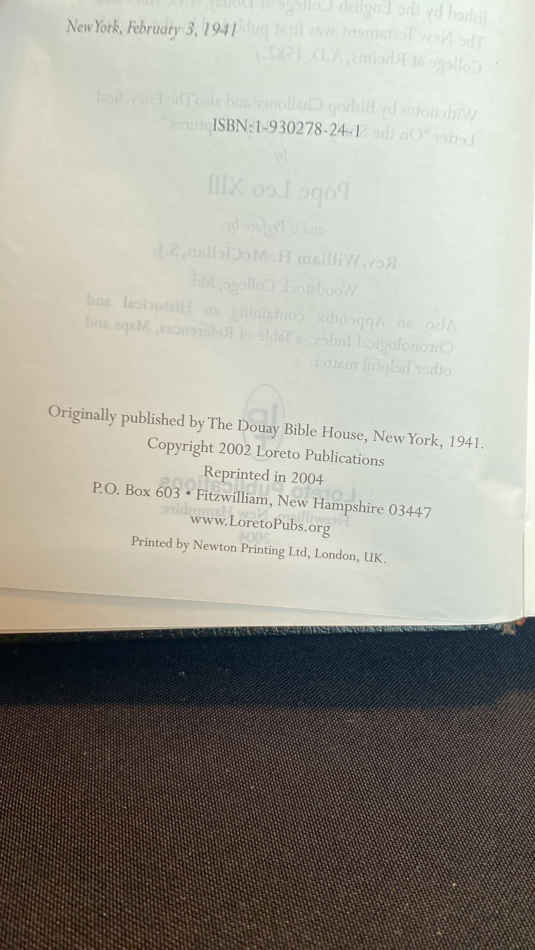 New York, February 3, 1941
ISBN: 1-930278-24-1
Originally published by The Douay Bible House, New York, 1941.
Copyright 2002 Loreto Publications
Reprinted in 2004
P.O. Box 603 • Fitzwilliam, New Hampshire 03447
www.LoretoPubs.org
Printed by Newton Printing Ltd, London, UK.